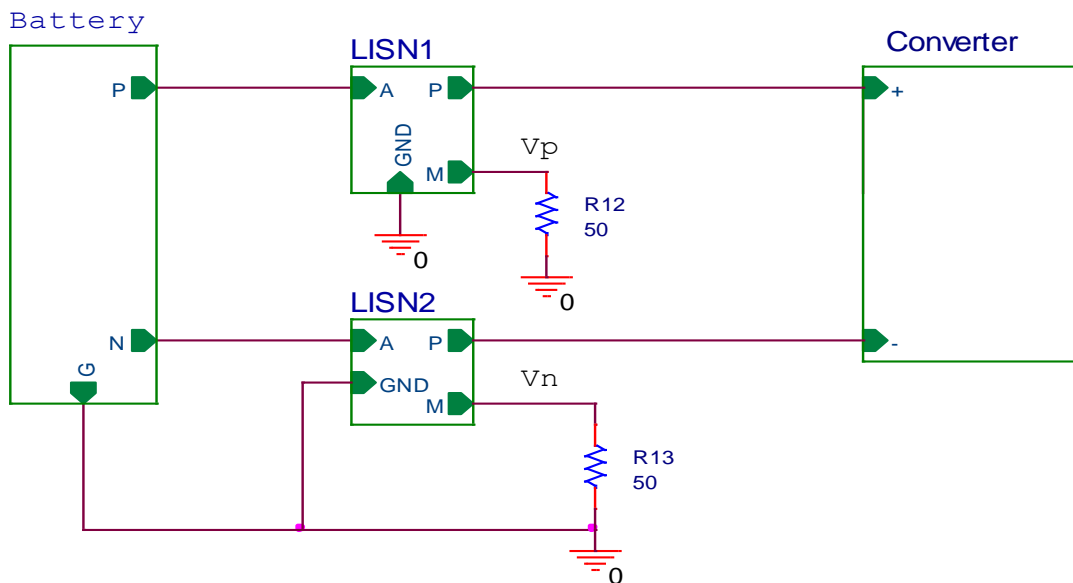 Battery
LISN1
Converter
P
A
P
+
GND
Vp
M
R12
50
0
0
LISN2
N
A
P
-
G
GND
Vn
M
R13
50
0